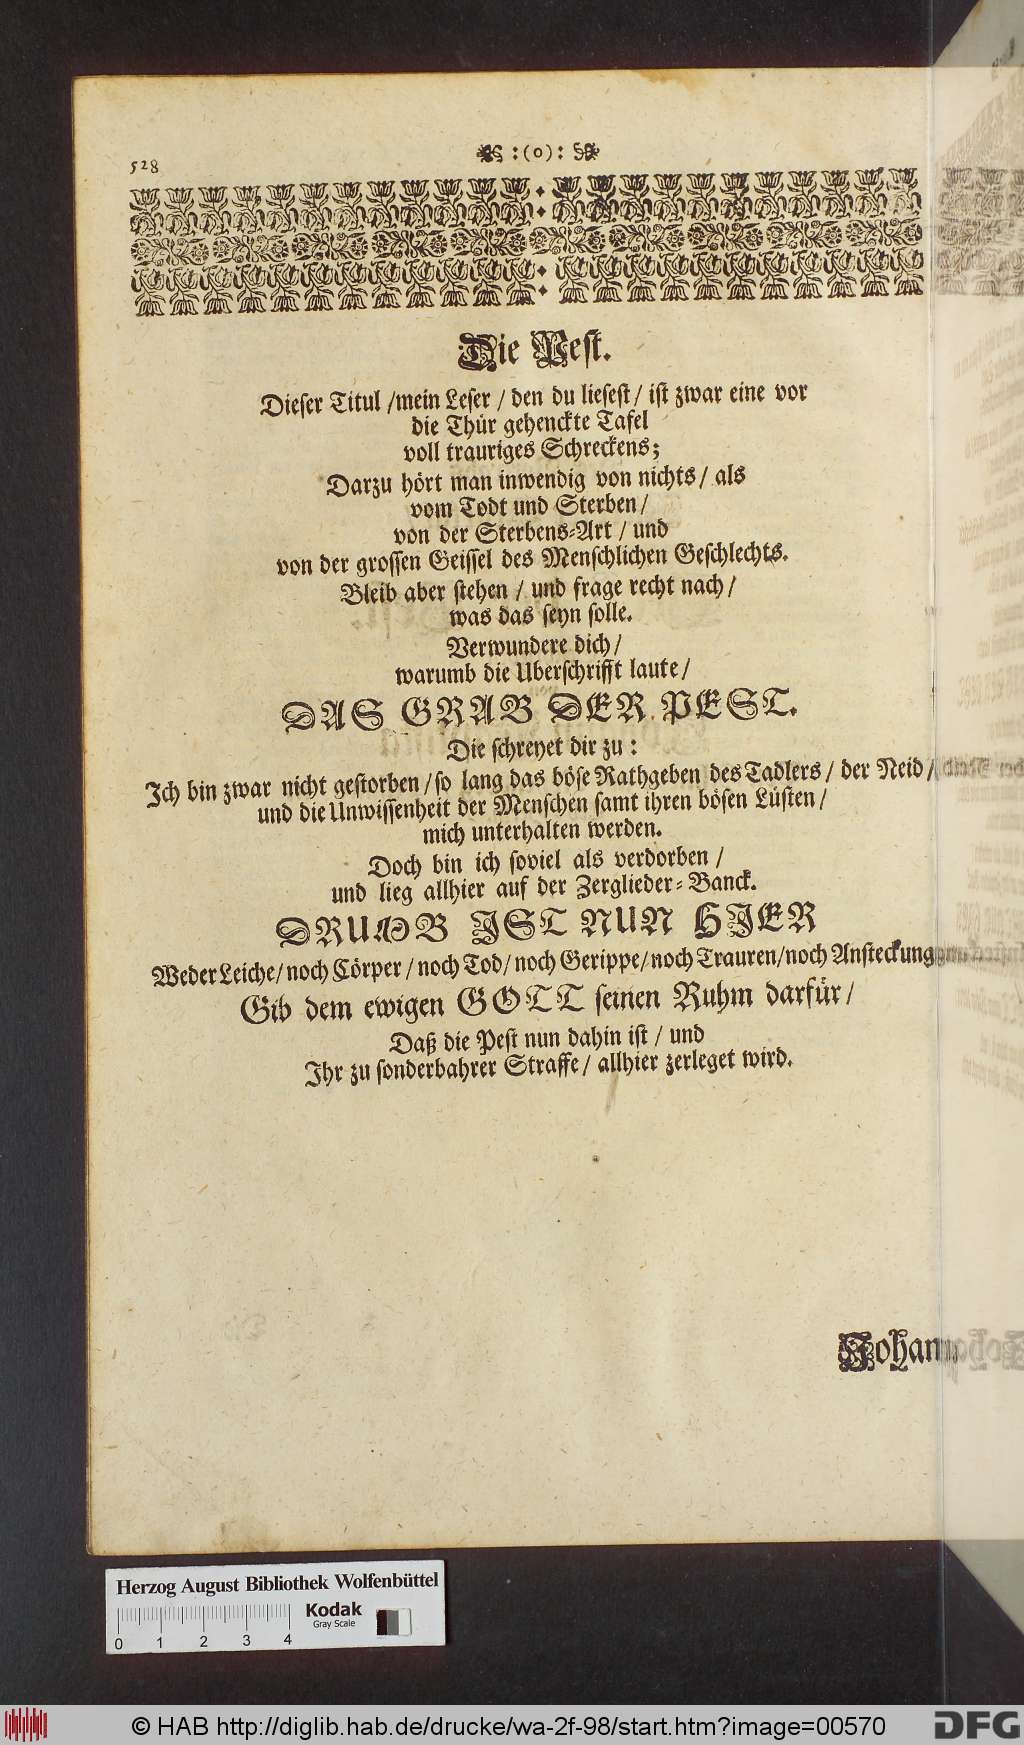 528
:(0):
Die Pest.
Dieser Titul / mein Leser / den du liesest / ist zwar eine vor
die Thür gehenckte Tafel
voll trauriges Schreckens;
Darzu hört man inwendig von nichts / als
vom Todt und Sterben /
von der Sterbens-Art / und
von der grossen Geissel des Menschlichen Geschlechts.
Bleib aber stehen / und frage recht nach /
was das seyn solle.
Verwundere dich /
warumb die Uberschrifft laute /
DAS GRAB DER PEST.
Die schreyet dir zu :
Ich bin zwar nicht gestorben / so lang das böse Rathgeben des Tadlers / der Neid /
und die Unwissenheit der Menschen samt ihren bösen Lüsten /
mich unterhalten werden.
Doch bin ich soviel als verdorben /
und lieg allhier auf der Zerglieder-Banck.
DRUMB IST NUN HIER
Weder Leiche / noch Cörper / noch Tod / noch Gerippe / noch Trauren / noch Ansteckung
Gib dem ewigen GOTT seinen Ruhm darfür /
Daß die Pest nun dahin ist / und
Ihr zu sonderbahrer Straffe / allhier zerleget wird.
Johann
Herzog August Bibliothek Wolfenbüttel
Kodak
Gray Scale
0 1 2 3 4
© HAB http://diglib.hab.de/drucke/wa-2f-98/start.htm?image=00570
DFG